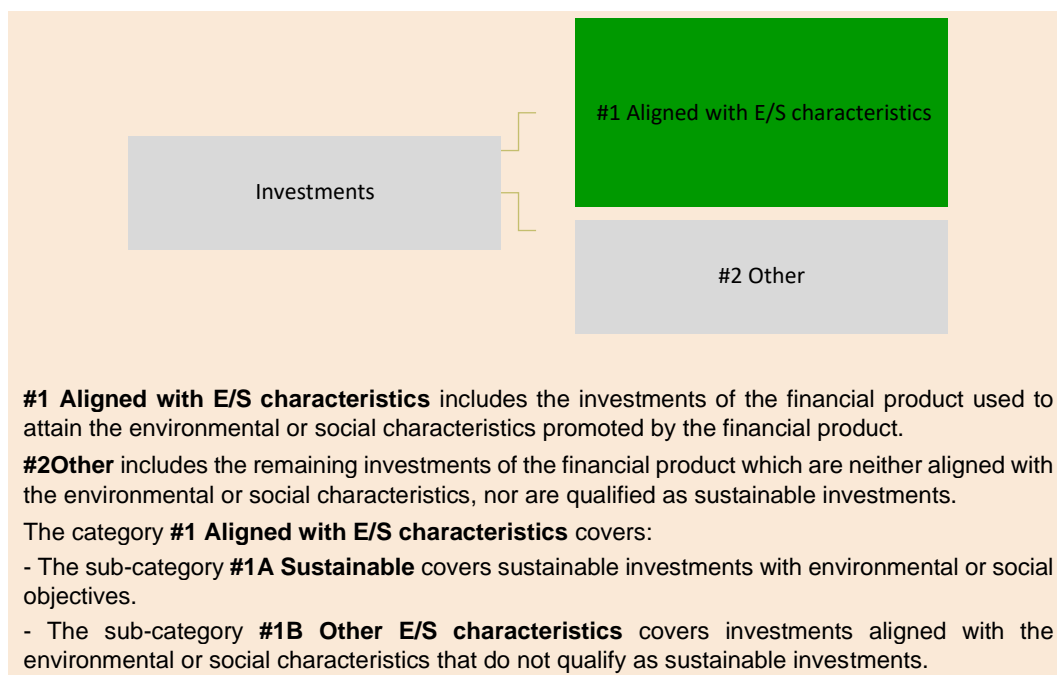 #1 Aligned with E/S characteristics
Investments
#2 Other
#1 Aligned with E/S characteristics includes the investments of the financial product used to
attain the environmental or social characteristics promoted by the financial product.
#2Other includes the remaining investments of the financial product which are neither aligned with
the environmental or social characteristics, nor are qualified as sustainable investments.
The category #1 Aligned with E/S characteristics covers:
- The sub-category #1A Sustainable covers sustainable investments with environmental or social
objectives.
- The sub-category #1B Other E/S characteristics covers investments aligned with the
environmental or social characteristics that do not qualify as sustainable investments.